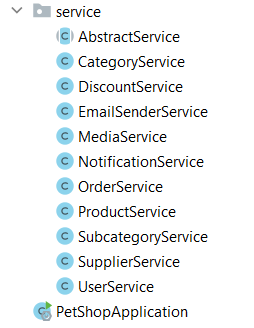 service
AbstractService
CategoryService
DiscountService
EmailSenderService
MediaService
NotificationService
OrderService
ProductService
SubcategoryService
SupplierService
UserService
PetShopApplication